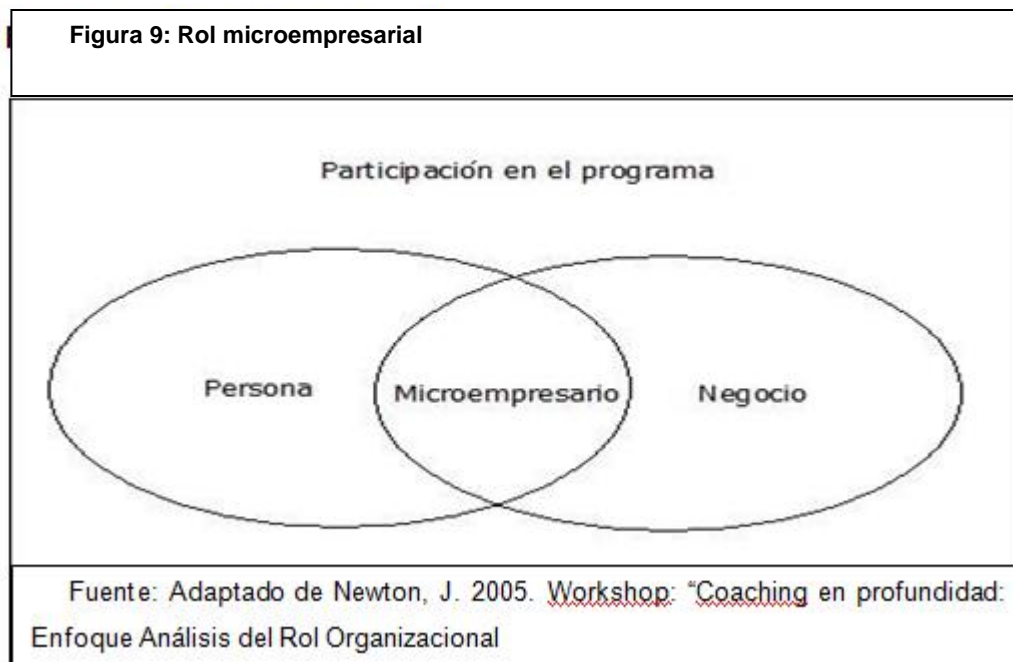 Figura 9: Rol microempresarial
Participación en el programa
Persona
Microempresario
Negocio
Fuente: Adaptado de Newton, J. 2005. Workshop: “Coaching en profundidad:
Enfoque Análisis del Rol Organizacional